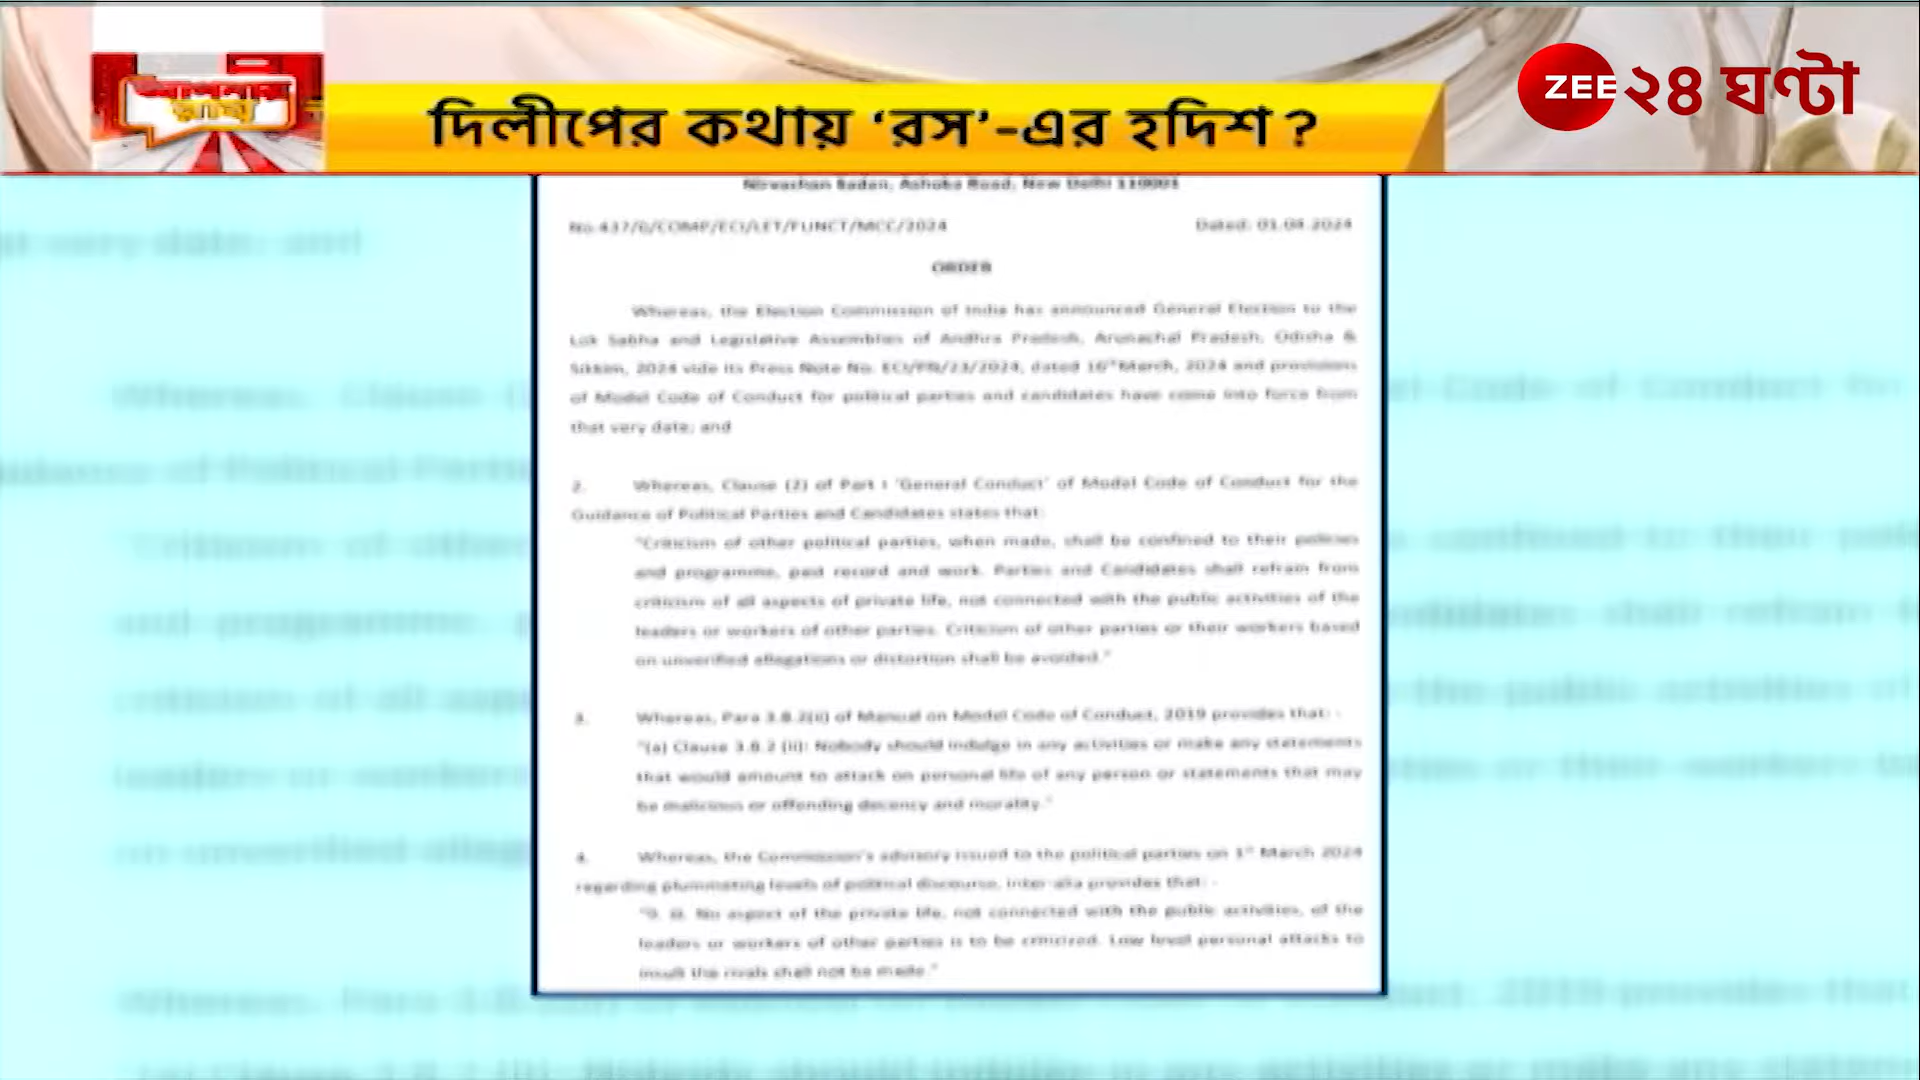 দিলীপের কথায় ‘রস’-এর হদিশ ?
ZEE ২৪ ঘণ্টা
Nirvachan Sadan, Ashoka Road, New Delhi 110001
No.437/6/COMP/ECI/LET/FUNCT/MCC/2024 Dated: 01.04.2024
ORDER
Whereas, the Election Commission of India has announced General Election to the
Lok Sabha and Legislative Assemblies of Andhra Pradesh, Arunachal Pradesh, Odisha &
Sikkim, 2024 vide its Press Note No. ECI/PN/23/2024, dated 16th March, 2024 and provisions
of Model Code of Conduct for political parties and candidates have come into force from
that very date; and
2. Whereas, Clause (2) of Part I 'General Conduct' of Model Code of Conduct for the
Guidance of Political Parties and Candidates states that:
"Criticism of other political parties, when made, shall be confined to their policies
and programme, past record and work. Parties and Candidates shall refrain from
criticism of all aspects of private life, not connected with the public activities of the
leaders or workers of other parties. Criticism of other parties or their workers based
on unverified allegations or distortion shall be avoided."
3. Whereas, Para 3.8.2(ii) of Manual on Model Code of Conduct, 2019 provides that: -
"(a) Clause 3.8.2 (ii): Nobody should indulge in any activities or make any statements
that would amount to attack on personal life of any person or statements that may
be malicious or offending decency and morality."
4. Whereas, the Commission's advisory issued to the political parties on 1st March 2024
regarding plummeting levels of political discourse, inter-alia provides that: -
No aspect of the private life, not connected with the public activities, of the
leaders or workers of other parties is to be criticized. Low level personal attacks to
insult the rivals shall not be made."